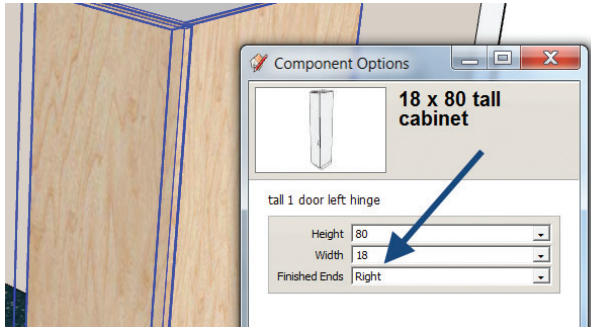 Component Options
X
18 x 80 tall
cabinet
tall 1 door left hinge
Height 80
Width 18
Finished Ends Right